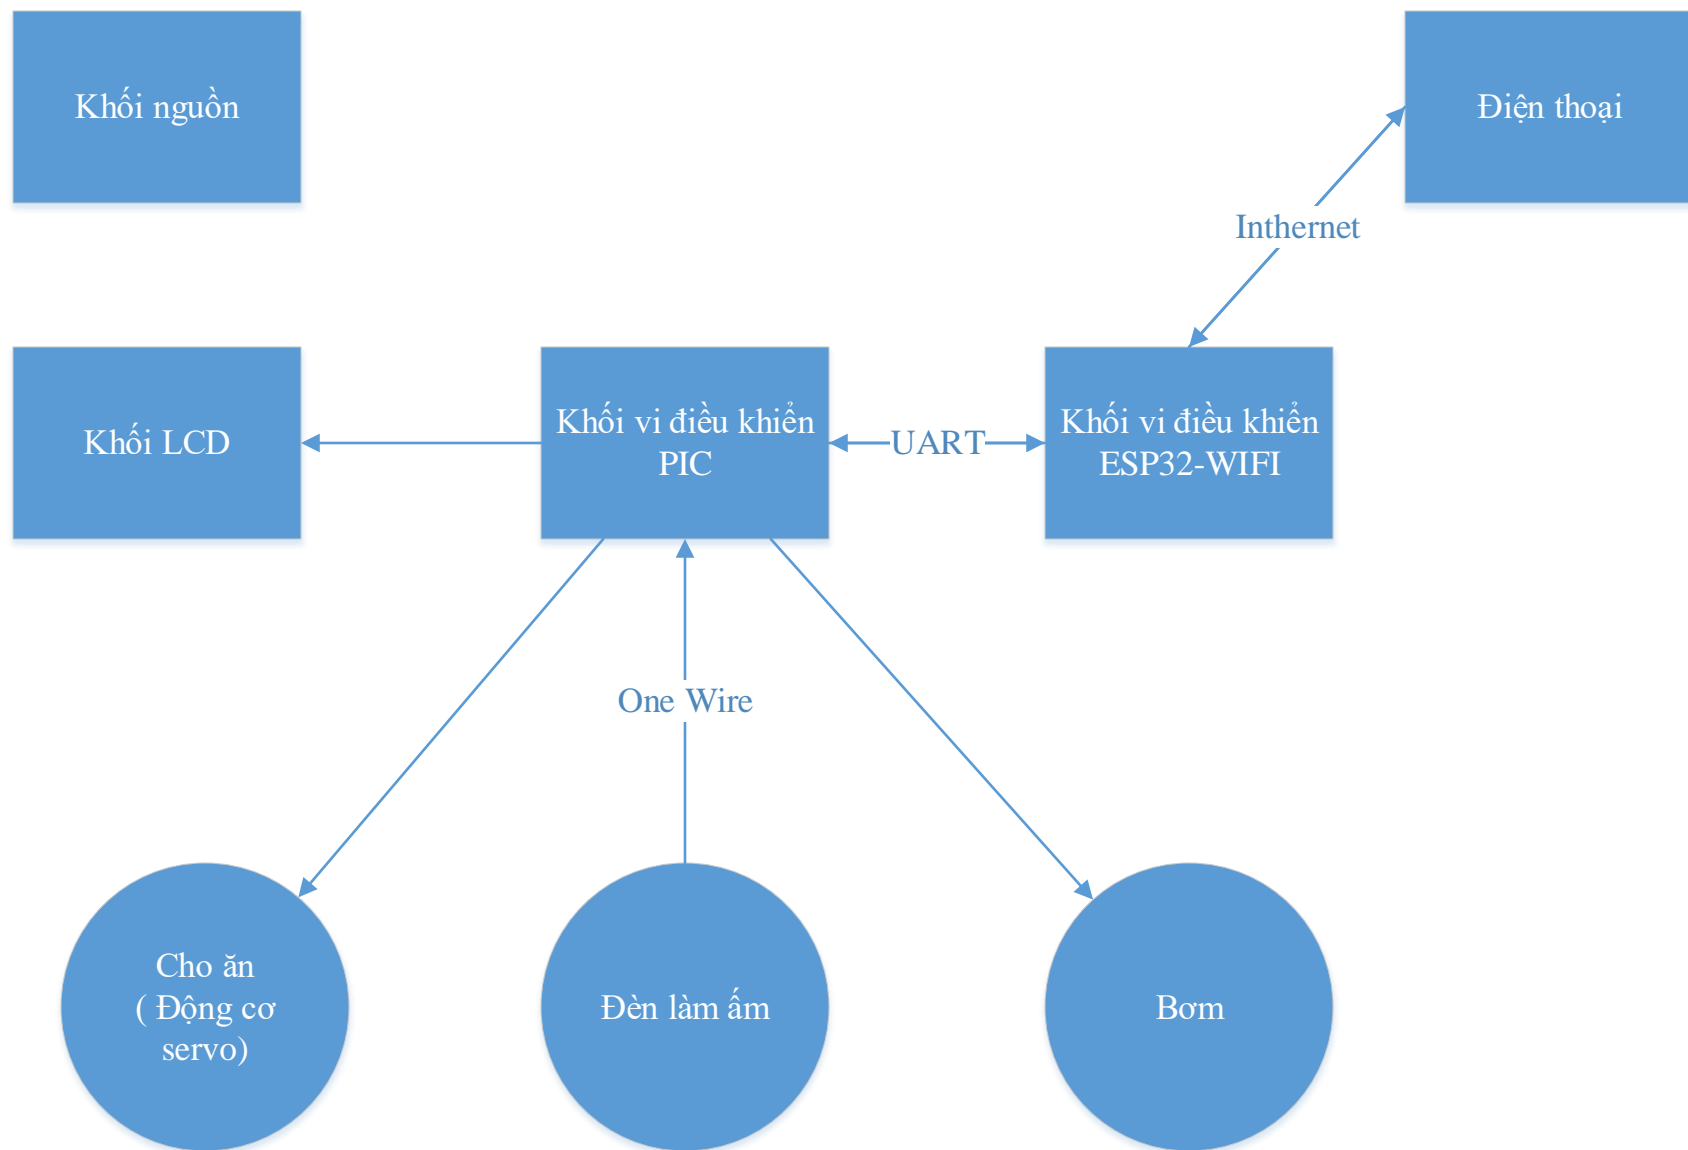 Khối nguồn
Điện thoại
Inthernet
Khối LCD
Khối vi điều khiển
PIC
UART
Khối vi điều khiển
ESP32-WIFI
One Wire
Cho ăn
( Động cơ
servo)
Đèn làm ấm
Bơm